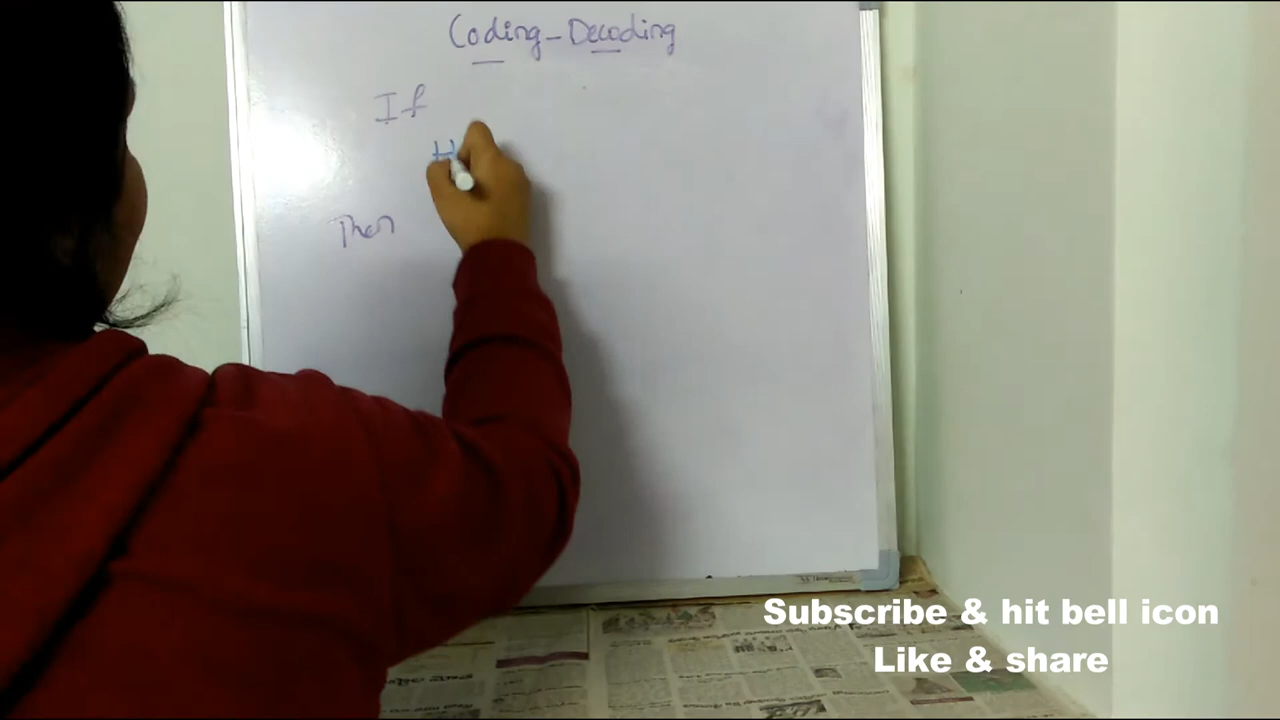 Coding-Decoding
If
H
Then
Subscribe & hit bell icon
Like & share